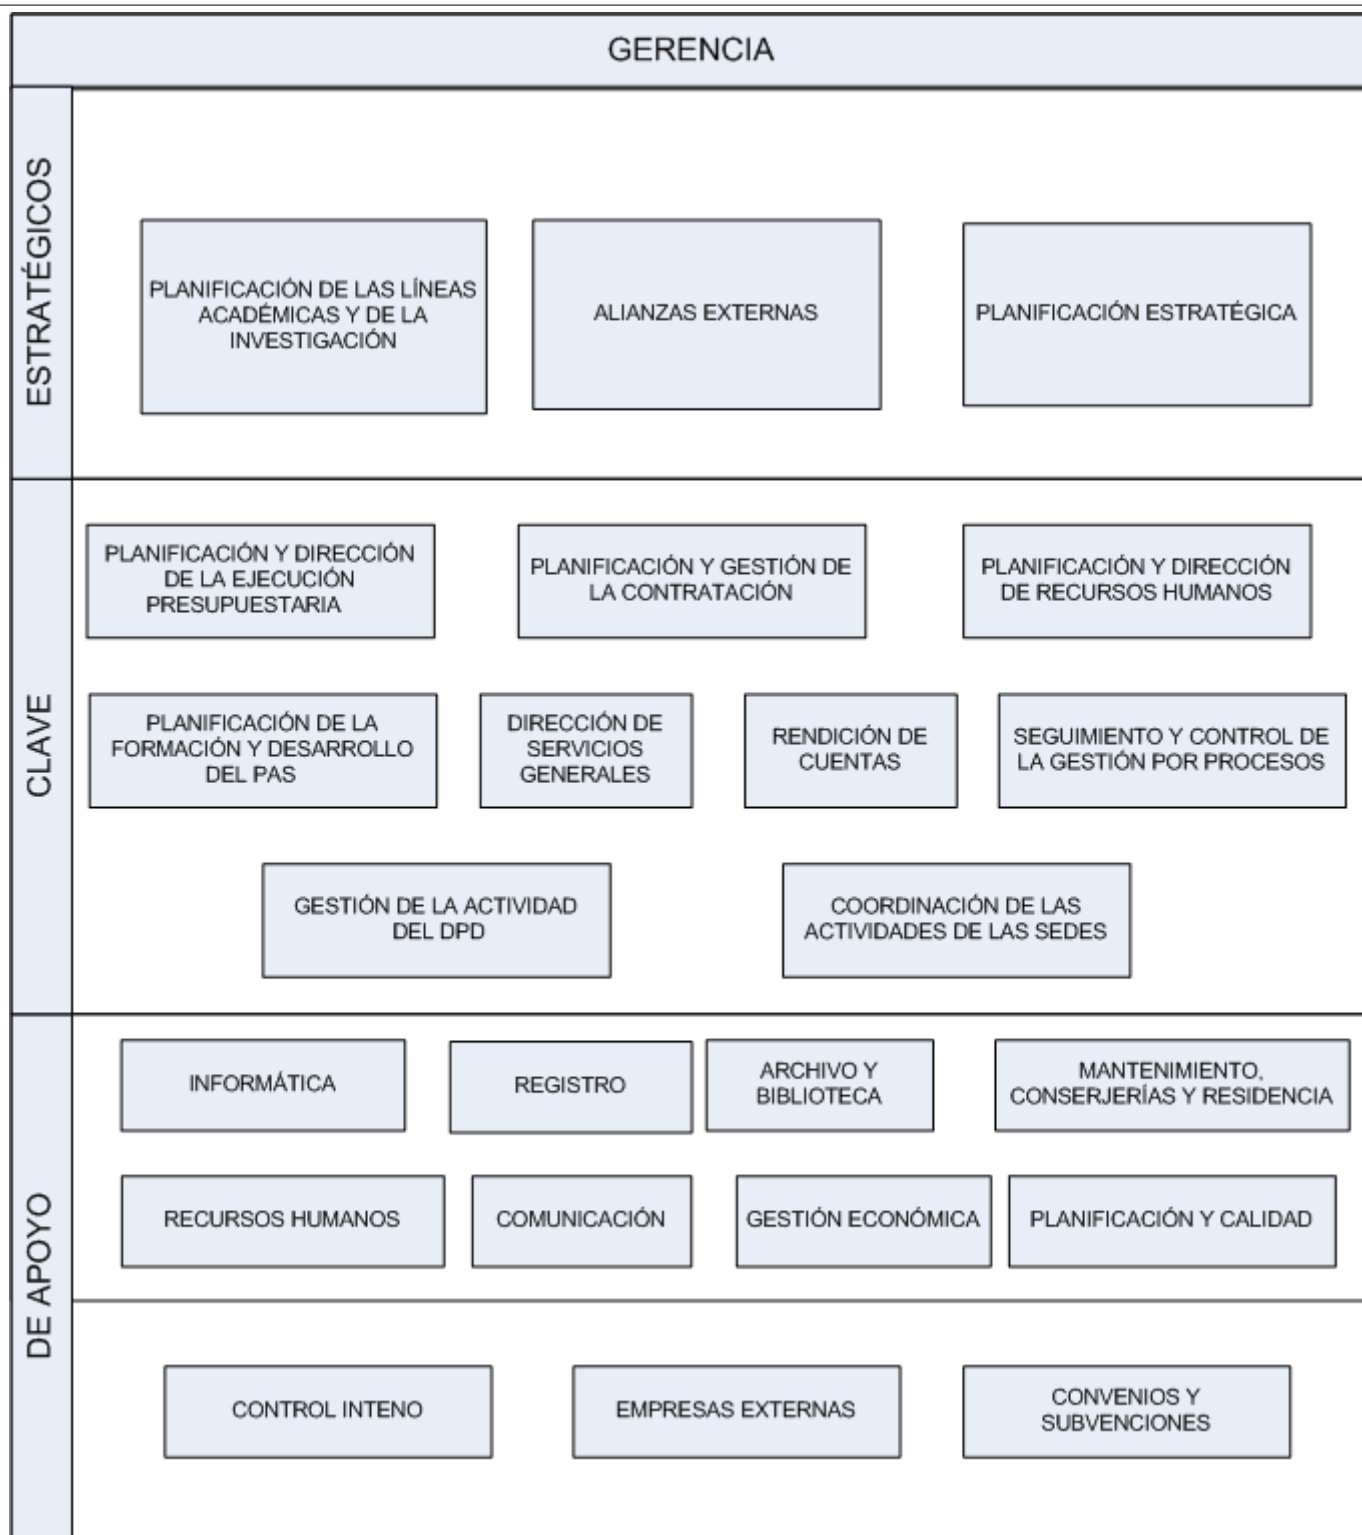 GERENCIA
ESTRATÉGICOS
PLANIFICACIÓN DE LAS LÍNEAS
ACADÉMICAS Y DE LA
INVESTIGACIÓN
ALIANZAS EXTERNAS
PLANIFICACIÓN ESTRATÉGICA
CLAVE
PLANIFICACIÓN Y DIRECCIÓN
DE LA EJECUCIÓN
PRESUPUESTARIA
PLANIFICACIÓN Y GESTIÓN DE
LA CONTRATACIÓN
PLANIFICACIÓN Y DIRECCIÓN
DE RECURSOS HUMANOS
PLANIFICACIÓN DE LA
FORMACIÓN Y DESARROLLO
DEL PAS
DIRECCIÓN DE
SERVICIOS
GENERALES
RENDICIÓN DE
CUENTAS
SEGUIMIENTO Y CONTROL DE
LA GESTIÓN POR PROCESOS
GESTIÓN DE LA ACTIVIDAD
DEL DPD
COORDINACIÓN DE LAS
ACTIVIDADES DE LAS SEDES
DE APOYO
INFORMÁTICA
REGISTRO
ARCHIVO Y
BIBLIOTECA
MANTENIMIENTO,
CONSERJERÍAS Y RESIDENCIA
RECURSOS HUMANOS
COMUNICACIÓN
GESTIÓN ECONÓMICA
PLANIFICACIÓN Y CALIDAD
CONTROL INTENO
EMPRESAS EXTERNAS
CONVENIOS Y
SUBVENCIONES